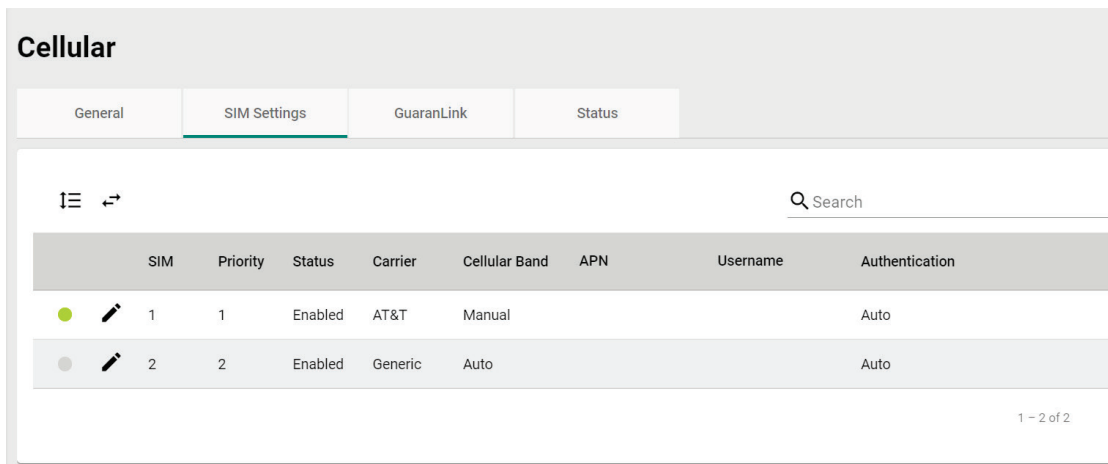 Cellular
General SIM Settings GuaranLink Status
Search
SIM Priority Status Carrier Cellular Band APN Username Authentication
1 1 Enabled AT&T Manual Auto
2 2 Enabled Generic Auto Auto
1 – 2 of 2